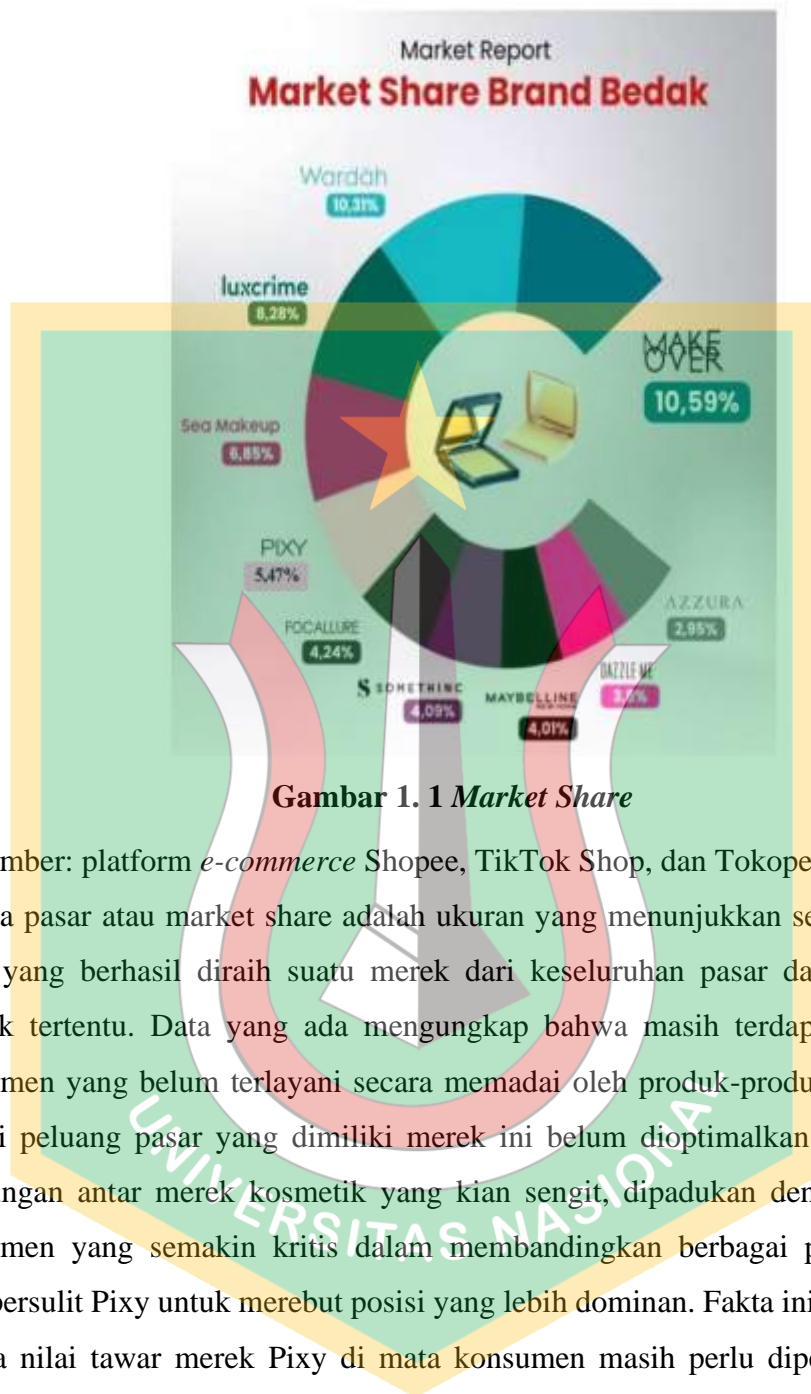 Market Report
Market Share Brand Bedak
Wardah
10,31%
luxcrime
8,28%
MAKE
OVER
10,59%
Sea Makeup
6,85%
PIXY
5,47%
AZZURA
2,95%
FOCALLURE
4,24%
DAZZLE ME
S SOMETHINC
4,09%
MAYBELLINE
NEW YORK
4,01%
Gambar 1. 1 Market Share
mber: platform e-commerce Shopee, TikTok Shop, dan Tokope
a pasar atau market share adalah ukuran yang menunjukkan se
yang berhasil diraih suatu merek dari keseluruhan pasar da
k tertentu. Data yang ada mengungkap bahwa masih terdap
men yang belum terlayani secara memadai oleh produk-produ
i peluang pasar yang dimiliki merek ini belum dioptimalkan
ngan antar merek kosmetik yang kian sengit, dipadukan den
men yang semakin kritis dalam membandingkan berbagai p
persulit Pixy untuk merebut posisi yang lebih dominan. Fakta ini
a nilai tawar merek Pixy di mata konsumen masih perlu dipe
UNIVERSITAS NASIONAL